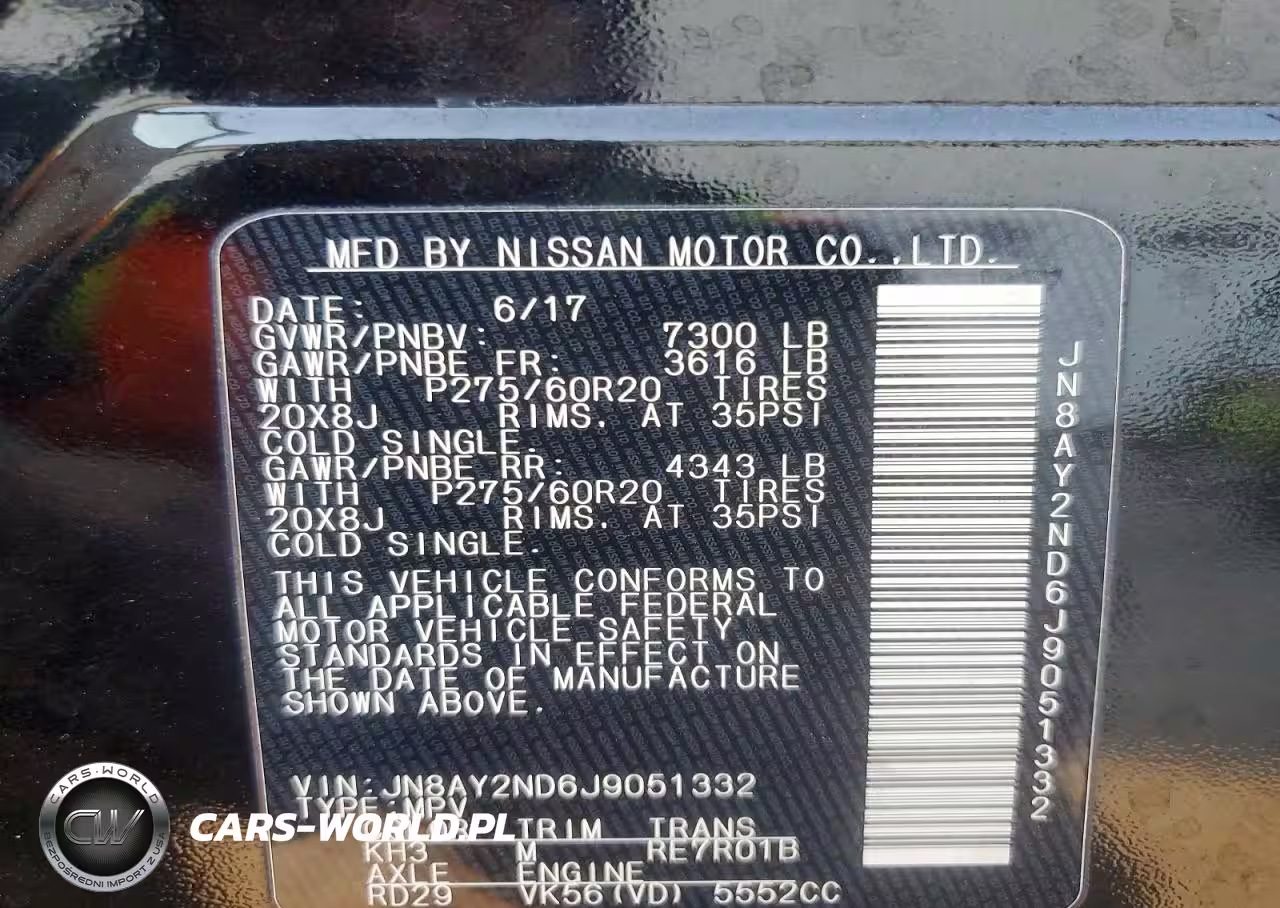 MFD BY NISSAN MOTOR CO.,LTD.
DATE: 6/17
GVWR/PNBV: 7300 LB
GAWR/PNBE FR: 3616 LB
WITH P275/60R20 TIRES
20X8J RIMS. AT 35PSI
COLD SINGLE.
GAWR/PNBE RR: 4343 LB
WITH P275/60R20 TIRES
20X8J RIMS. AT 35PSI
COLD SINGLE.
THIS VEHICLE CONFORMS TO
ALL APPLICABLE FEDERAL
MOTOR VEHICLE SAFETY
STANDARDS IN EFFECT ON
THE DATE OF MANUFACTURE
SHOWN ABOVE.
VIN:JN8AY2ND6J9051332
TYPE:MPV
TRIM TRANS
KH3 M RE7R01B
AXLE ENGINE
RD29 VK56(VD) 5552CC
JN8AY2ND6J9051332
CARS-WORLD
CW
BEZPOŚREDNI IMPORT Z USA
CARS-WORLD.PL